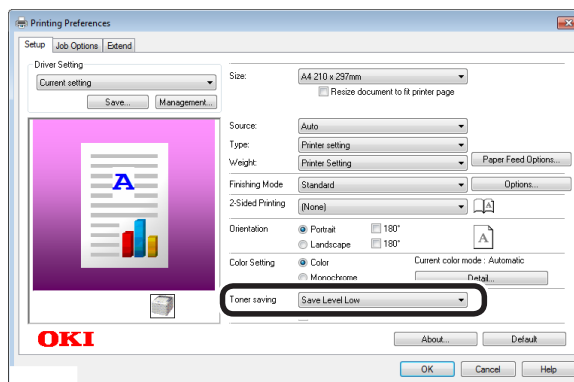 Printing Preferences
Setup Job Options Extend
Driver Setting
Current setting
Save... Management...
A
OKI
Size: A4 210 x 297mm
Resize document to fit printer page
Source: Auto
Type: Printer setting
Weight: Printer Setting Paper Feed Options...
Finishing Mode Standard Options...
2-Sided Printing (None)
Orientation Portrait 180° A
Landscape 180°
Color Setting Color Current color mode : Automatic
Monochrome Detail...
Toner saving Save Level Low
About... Default
OK Cancel Help